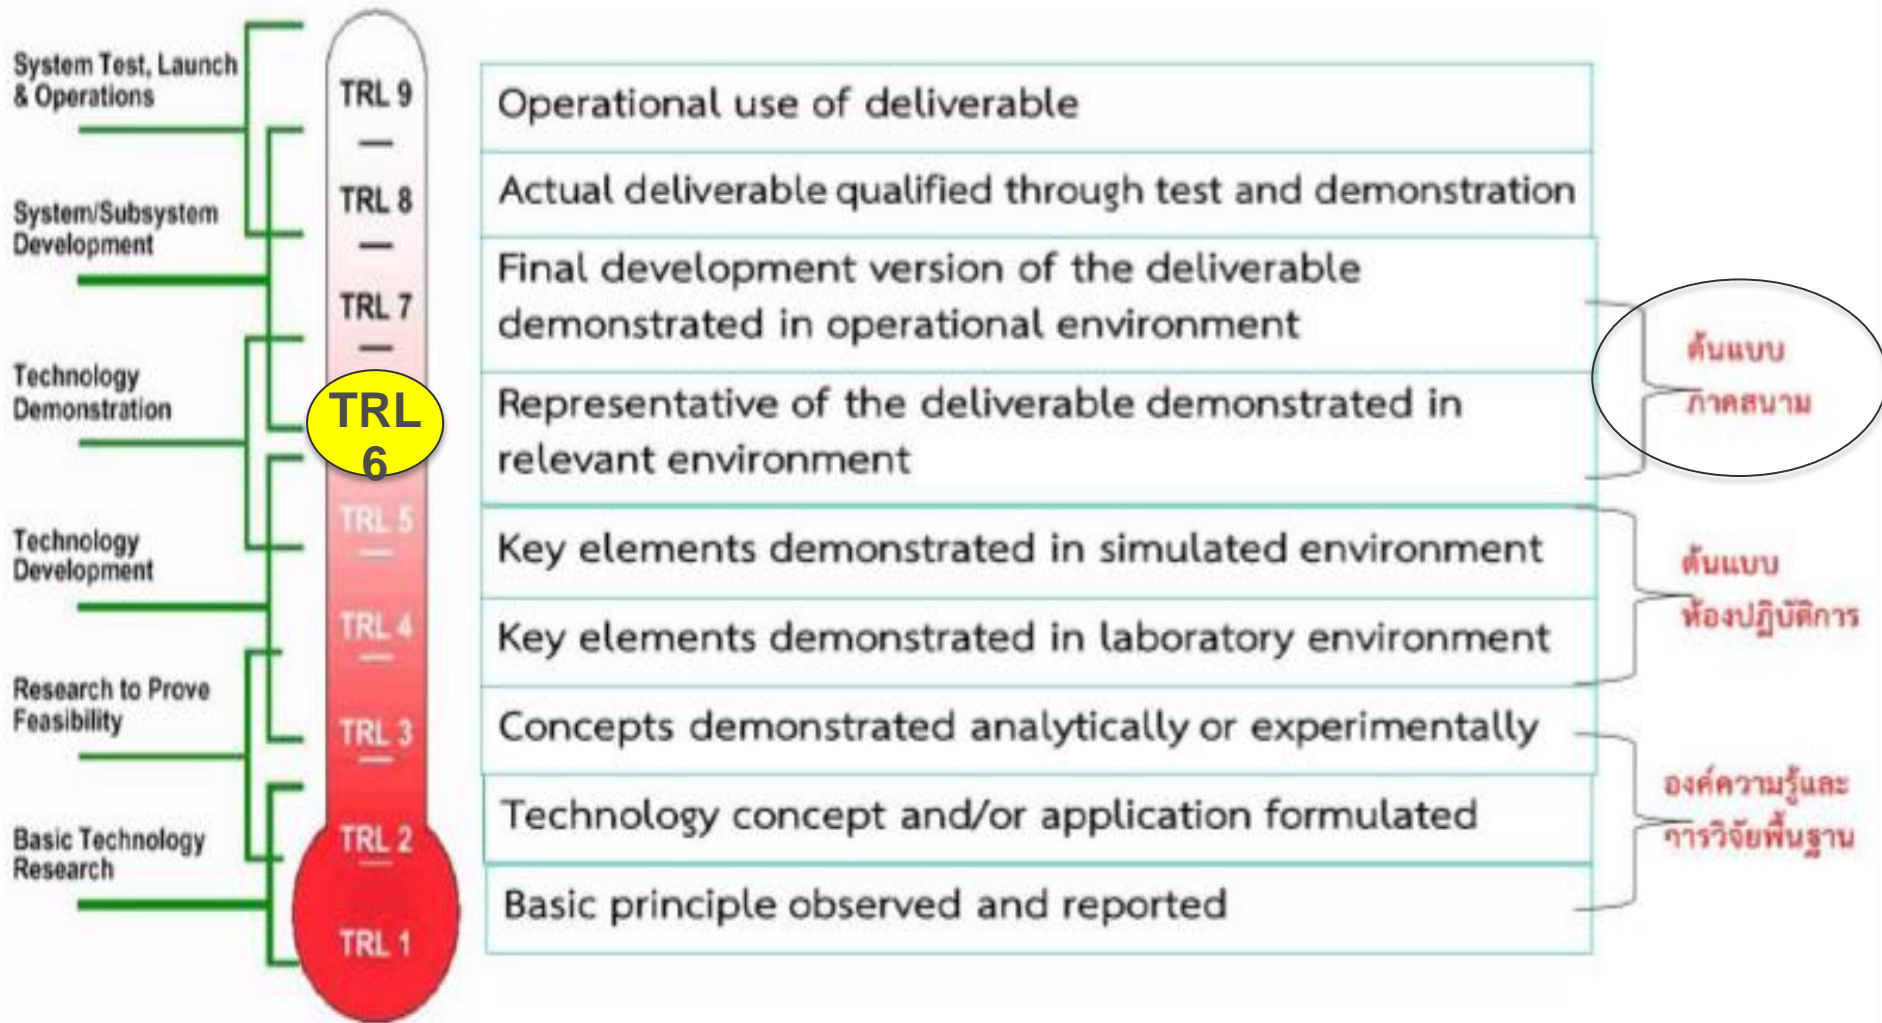 System Test, Launch
& Operations
System/Subsystem
Development
Technology
Demonstration
Technology
Development
Research to Prove
Feasibility
Basic Technology
Research
TRL 9
TRL 8
TRL 7
TRL
6
TRL 5
TRL 4
TRL 3
TRL 2
TRL 1
Operational use of deliverable
Actual deliverable qualified through test and demonstration
Final development version of the deliverable
demonstrated in operational environment
Representative of the deliverable demonstrated in
relevant environment
Key elements demonstrated in simulated environment
Key elements demonstrated in laboratory environment
Concepts demonstrated analytically or experimentally
Technology concept and/or application formulated
Basic principle observed and reported
ต้นแบบ
ภาคสนาม
ต้นแบบ
ห้องปฏิบัติการ
องค์ความรู้และ
การวิจัยพื้นฐาน